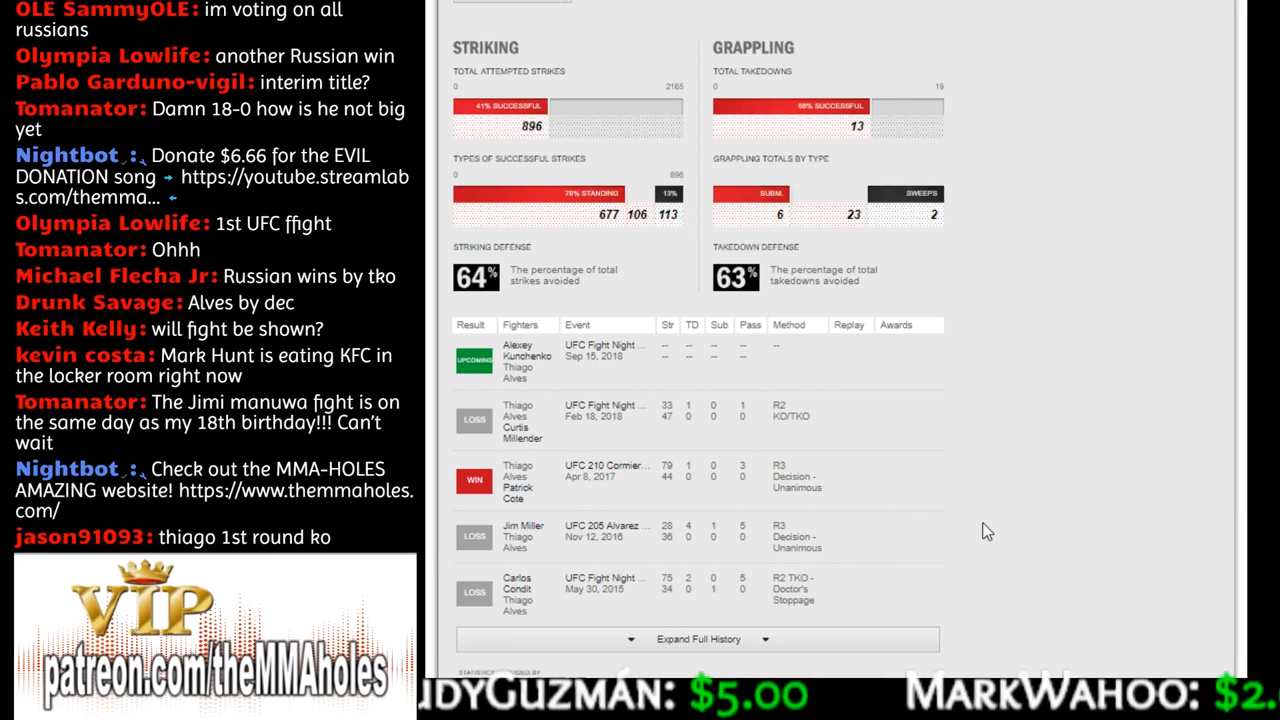 OLE SammyOLE: im voting on all
russians
Olympia Lowlife: another Russian win
Pablo Garduno-vigil: interim title?
Tomanator: Damn 18-0 how is he not big
yet
Nightbot : Donate $6.66 for the EVIL
DONATION song → https://youtube.streamlab
s.com/themma... ←
Olympia Lowlife: 1st UFC ffight
Tomanator: Ohhh
Michael Flecha Jr: Russian wins by tko
Drunk Savage: Alves by dec
Keith Kelly: will fight be shown?
kevin costa: Mark Hunt is eating KFC in
the locker room right now
Tomanator: The Jimi manuwa fight is on
the same day as my 18th birthday!!! Can't
wait
Nightbot : Check out the MMA-HOLES
AMAZING website! https://www.themmaholes.
com/
jason91093: thiago 1st round ko
VIP
patreon.com/theMMAholes
STRIKING
TOTAL ATTEMPTED STRIKES
0 2165
41% SUCCESSFUL
896
TYPES OF SUCCESSFUL STRIKES
0 896
76% STANDING 13%
677 106 113
STRIKING DEFENSE
64% The percentage of total
strikes avoided
GRAPPLING
TOTAL TAKEDOWNS
0 19
68% SUCCESSFUL
13
GRAPPLING TOTALS BY TYPE
SUBM. SWEEPS
6 23 2
TAKEDOWN DEFENSE
63% The percentage of total
takedowns avoided
Result Fighters Event Str TD Sub Pass Method Replay Awards
UPCOMING
Alexey
Kunchenko
Thiago
Alves
UFC Fight Night ...
Sep 15, 2018
-- -- -- -- --
-- -- -- --
LOSS
Thiago
Alves
Curtis
Millender
UFC Fight Night ...
Feb 18, 2018
33 1 0 1
47 0 0 0
R2
KO/TKO
WIN
Thiago
Alves
Patrick
Cote
UFC 210 Cormier...
Apr 8, 2017
79 1 0 3
44 0 0 0
R3
Decision -
Unanimous
LOSS
Jim Miller
Thiago
Alves
UFC 205 Alvarez ...
Nov 12, 2016
28 4 1 5
36 0 0 0
R3
Decision -
Unanimous
LOSS
Carlos
Condit
Thiago
Alves
UFC Fight Night ...
May 30, 2015
75 2 0 5
34 0 1 0
R2 TKO -
Doctor's
Stoppage
Expand Full History
UDYGUZMÁN: $5.00 MARKWAHOO: $2.